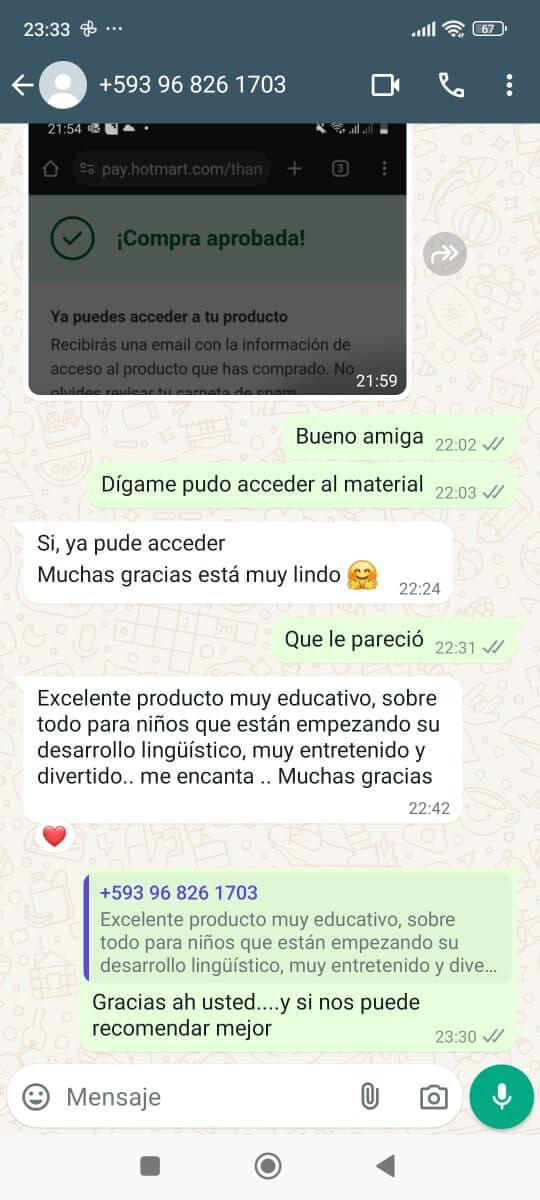 23:33
67
+593 96 826 1703
21:54
pay.hotmart.com/than
3
¡Compra aprobada!
Ya puedes acceder a tu producto
Recibirás una email con la información de
acceso al producto que has comprado. No
olvides revisar tu carpeta de spam
21:59
Bueno amiga 22:02
Dígame pudo acceder al material 22:03
Si, ya pude acceder
Muchas gracias está muy lindo 🤗 22:24
Que le pareció 22:31
Excelente producto muy educativo, sobre
todo para niños que están empezando su
desarrollo lingüístico, muy entretenido y
divertido.. me encanta .. Muchas gracias
22:42
❤️
+593 96 826 1703
Excelente producto muy educativo, sobre
todo para niños que están empezando su
desarrollo lingüístico, muy entretenido y dive...
Gracias ah usted....y si nos puede
recomendar mejor 23:30
Mensaje